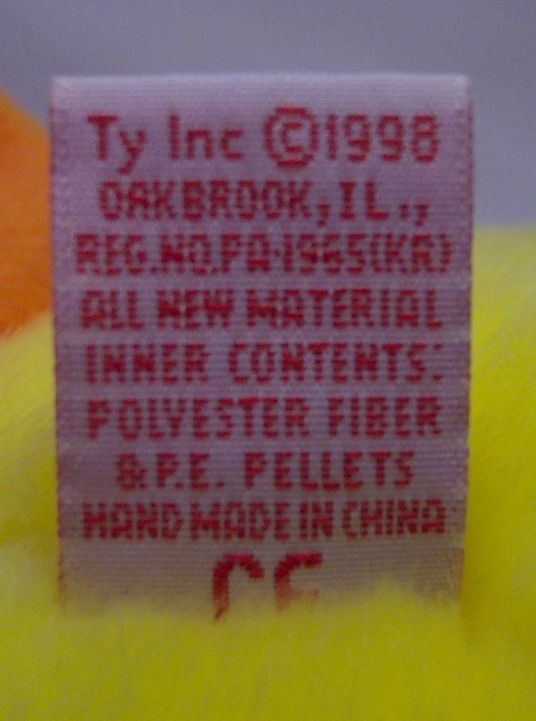 Ty Inc ©1998
OAKBROOK, IL.,
REG.NO.PA·1965(KR)
ALL NEW MATERIAL
INNER CONTENTS:
POLYESTER FIBER
& P.E. PELLETS
HAND MADE IN CHINA
CE